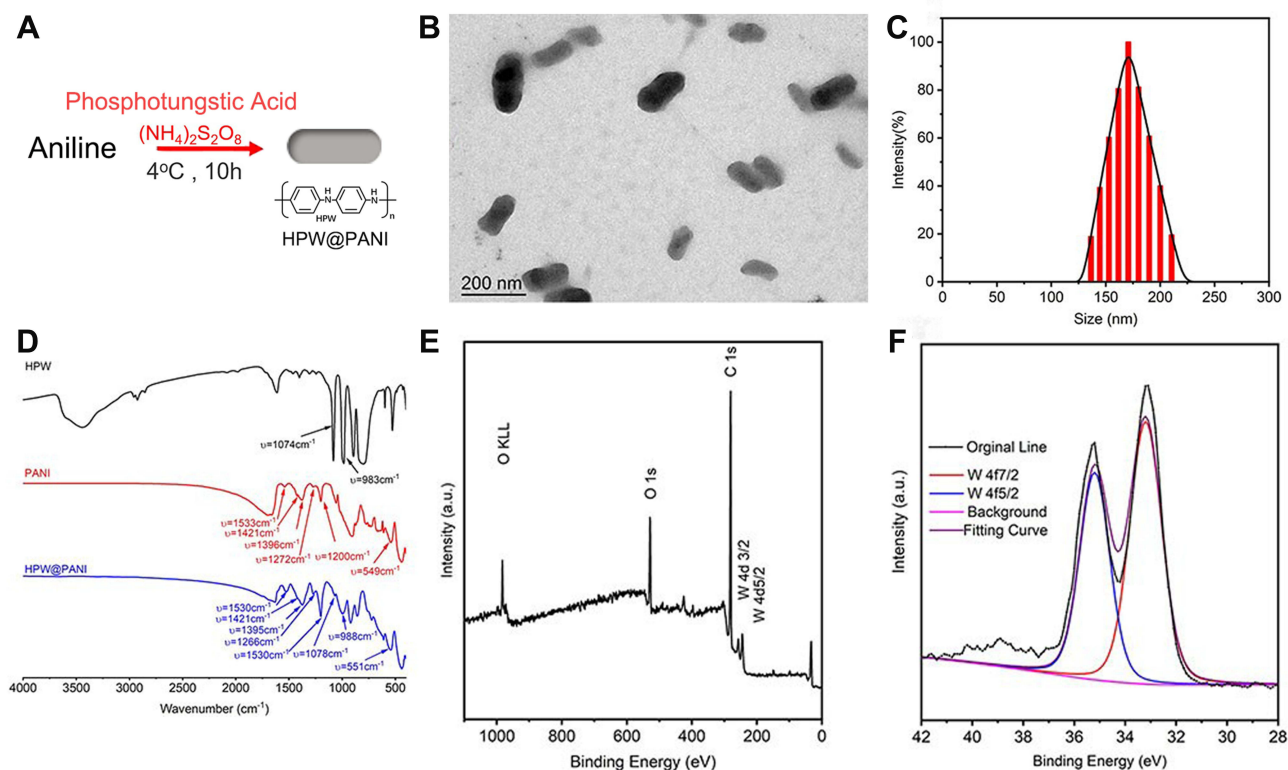 A
Phosphotungstic Acid
(NH4)2S2O8
Aniline
4oC , 10h
H
N
H
N
n
HPW
HPW@PANI
B
200 nm
C
Intensity(%)
100
80
60
40
20
0
0 50 100 150 200 250 300
Size (nm)
D
HPW
υ=1074cm-1
υ=983cm-1
PANI
υ=1533cm-1
υ=1421cm-1
υ=1396cm-1
υ=1272cm-1
υ=1200cm-1
υ=549cm-1
HPW@PANI
υ=1530cm-1
υ=1421cm-1
υ=1395cm-1
υ=1266cm-1
υ=1530cm-1
υ=1078cm-1
υ=988cm-1
υ=551cm-1
4000 3500 3000 2500 2000 1500 1000 500
Wavenumber (cm-1)
E
Intensity (a.u.)
O KLL
O 1s
C 1s
W 4d 3/2
W 4d5/2
1000 800 600 400 200 0
Binding Energy (eV)
F
Intensity (a.u.)
Orginal Line
W 4f7/2
W 4f5/2
Background
Fitting Curve
42 40 38 36 34 32 30 28
Binding Energy (eV)